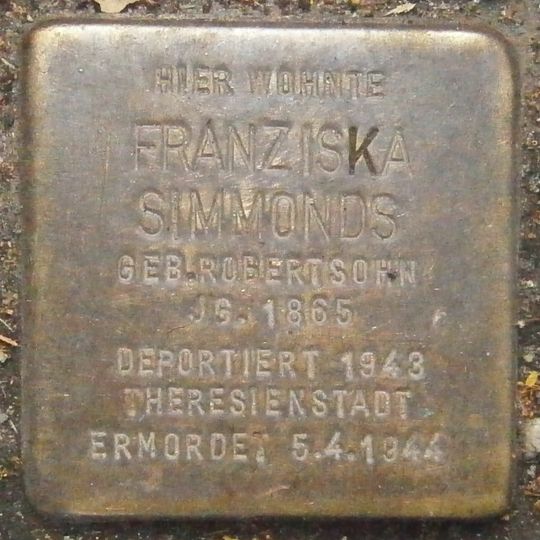 HIER WOHNTE
FRANZISKA
SIMMONDS
GEB. ROBERTSOHN
JG. 1865
DEPORTIERT 1943
THERESIENSTADT
ERMORDET 5.4.1944